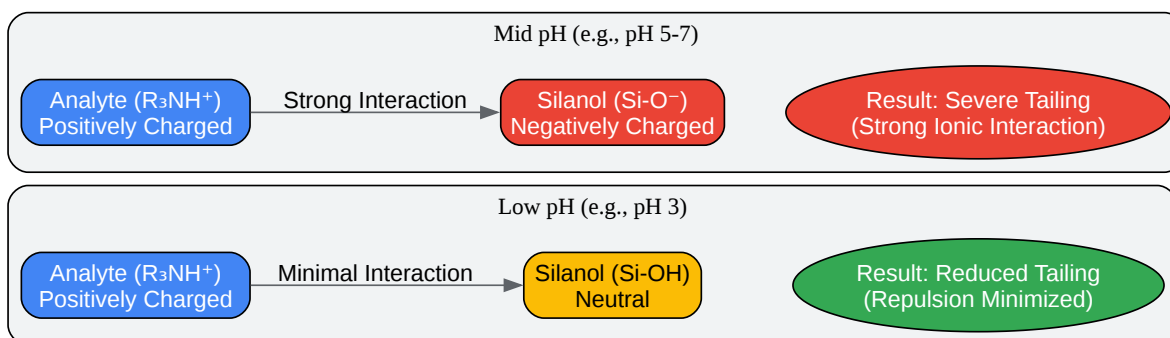 Mid pH (e.g., pH 5-7)
Analyte (R₃NH⁺)
Positively Charged
Strong Interaction
Silanol (Si-O⁻)
Negatively Charged
Result: Severe Tailing
(Strong Ionic Interaction)
Low pH (e.g., pH 3)
Analyte (R₃NH⁺)
Positively Charged
Minimal Interaction
Silanol (Si-OH)
Neutral
Result: Reduced Tailing
(Repulsion Minimized)